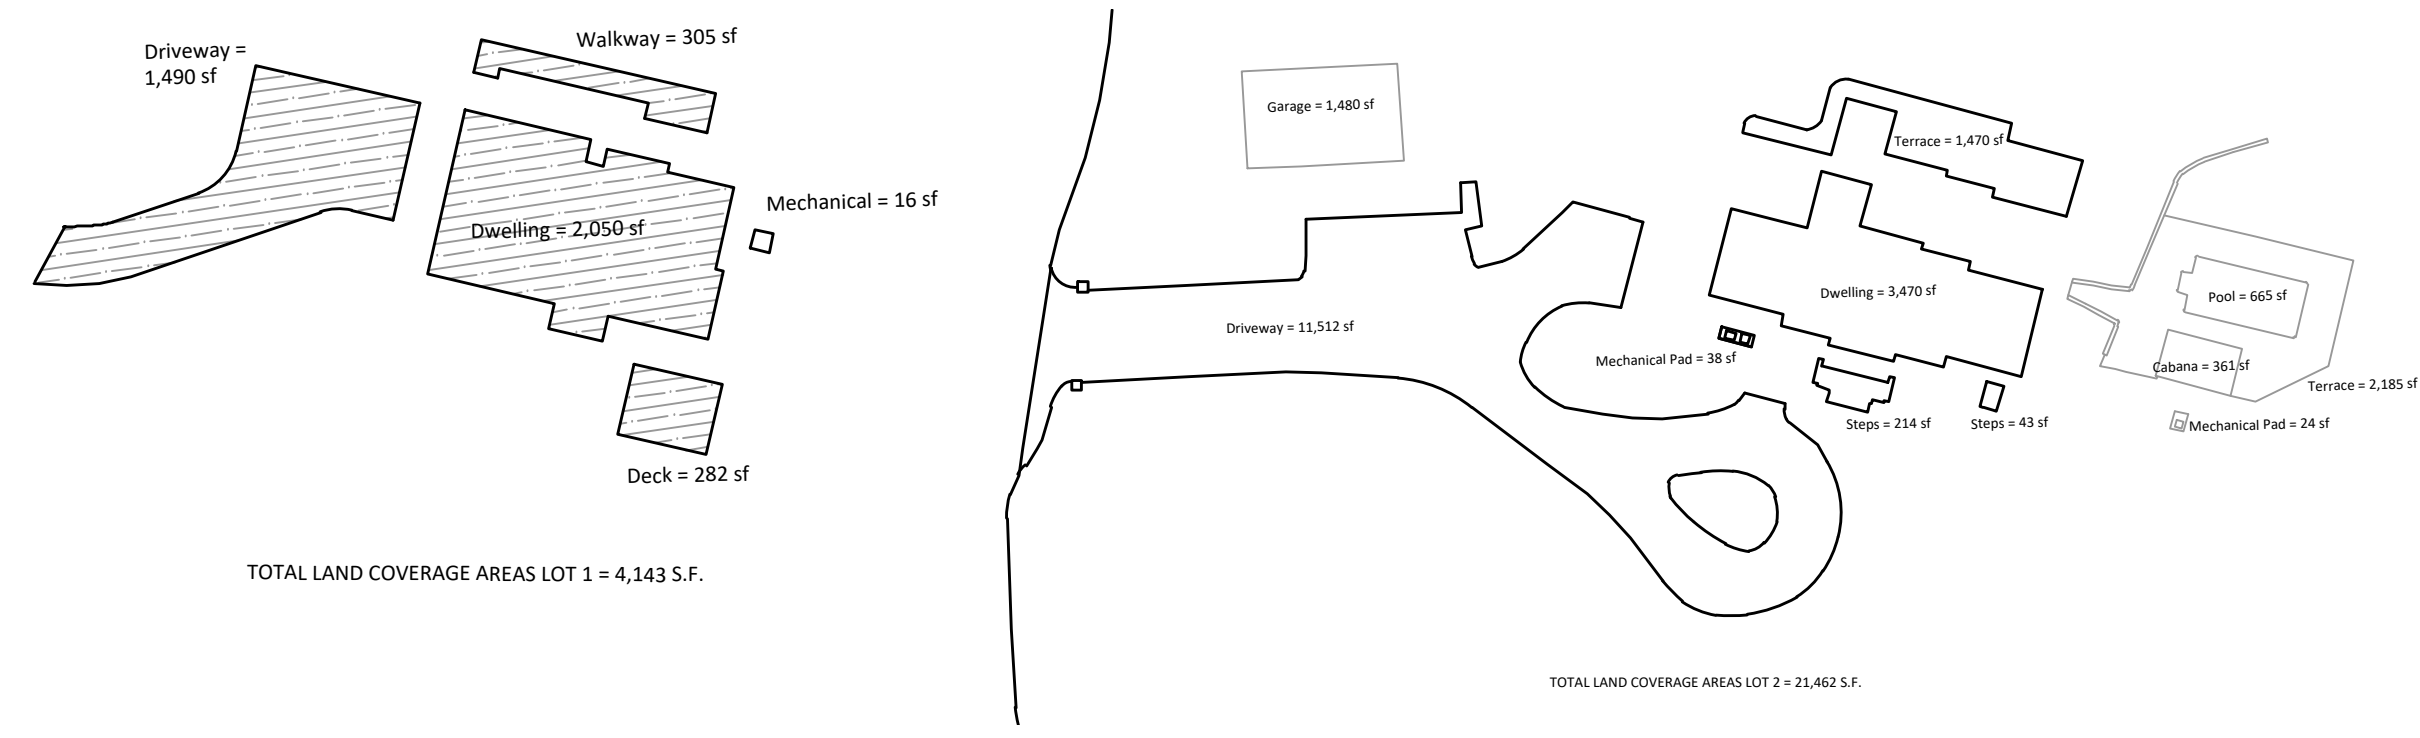 Driveway =
1,490 sf
Walkway = 305 sf
Mechanical = 16 sf
Dwelling = 2,050 sf
Deck = 282 sf
TOTAL LAND COVERAGE AREAS LOT 1 = 4,143 S.F.
Garage = 1,480 sf
Terrace = 1,470 sf
Dwelling = 3,470 sf
Pool = 665 sf
Driveway = 11,512 sf
Mechanical Pad = 38 sf
Cabana = 361 sf
Terrace = 2,185 sf
Steps = 214 sf
Steps = 43 sf
Mechanical Pad = 24 sf
TOTAL LAND COVERAGE AREAS LOT 2 = 21,462 S.F.